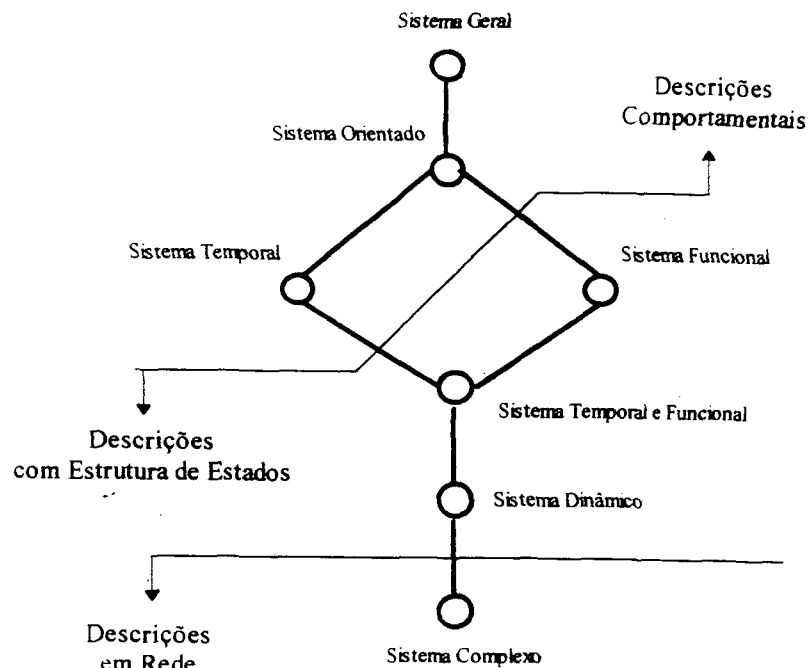 Sistema Geral
Descrições
Comportamentais
Sistema Orientado
Sistema Temporal
Sistema Funcional
Sistema Temporal e Funcional
Descrições
com Estrutura de Estados
Sistema Dinâmico
Descrições
em Rede
Sistema Complexo